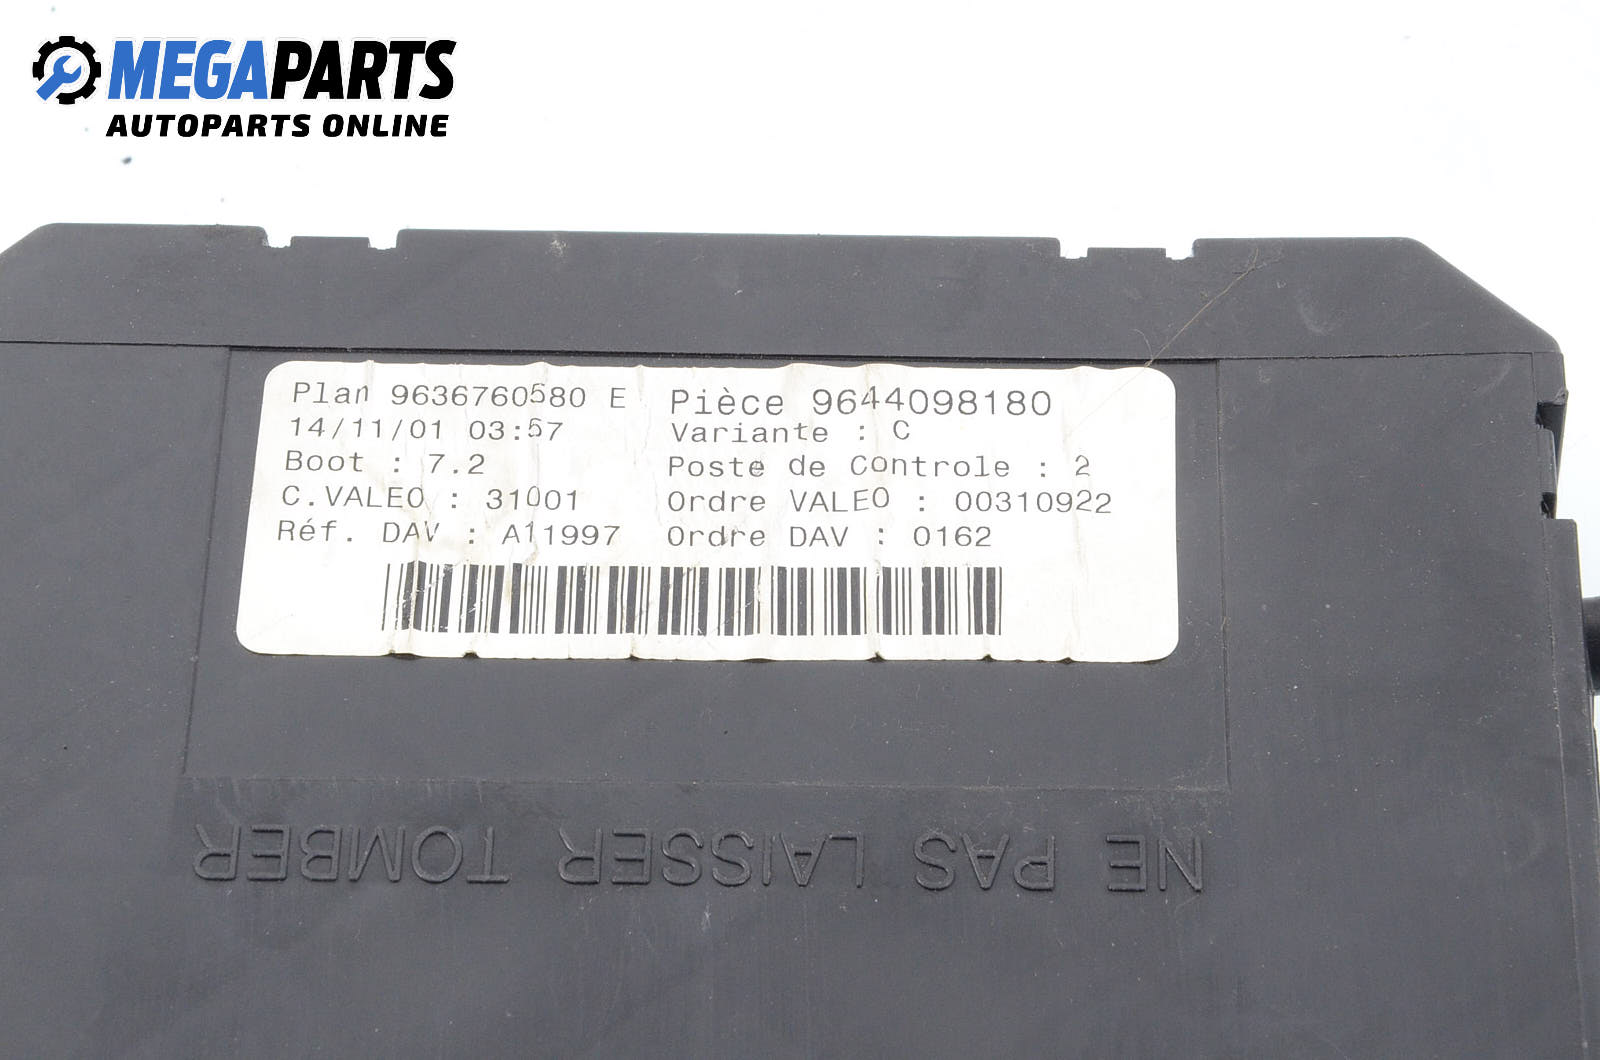 MEGAPARTS
AUTOPARTS ONLINE
Plan 9636760580 E Pièce 9644098180
14/11/01 03:57 Variante : C
Boot : 7.2 Poste de Controle : 2
C.VALEO : 31001 Ordre VALEO : 00310922
Réf. DAV : A11997 Ordre DAV : 0162
NE PAS LAISSER TOMBER